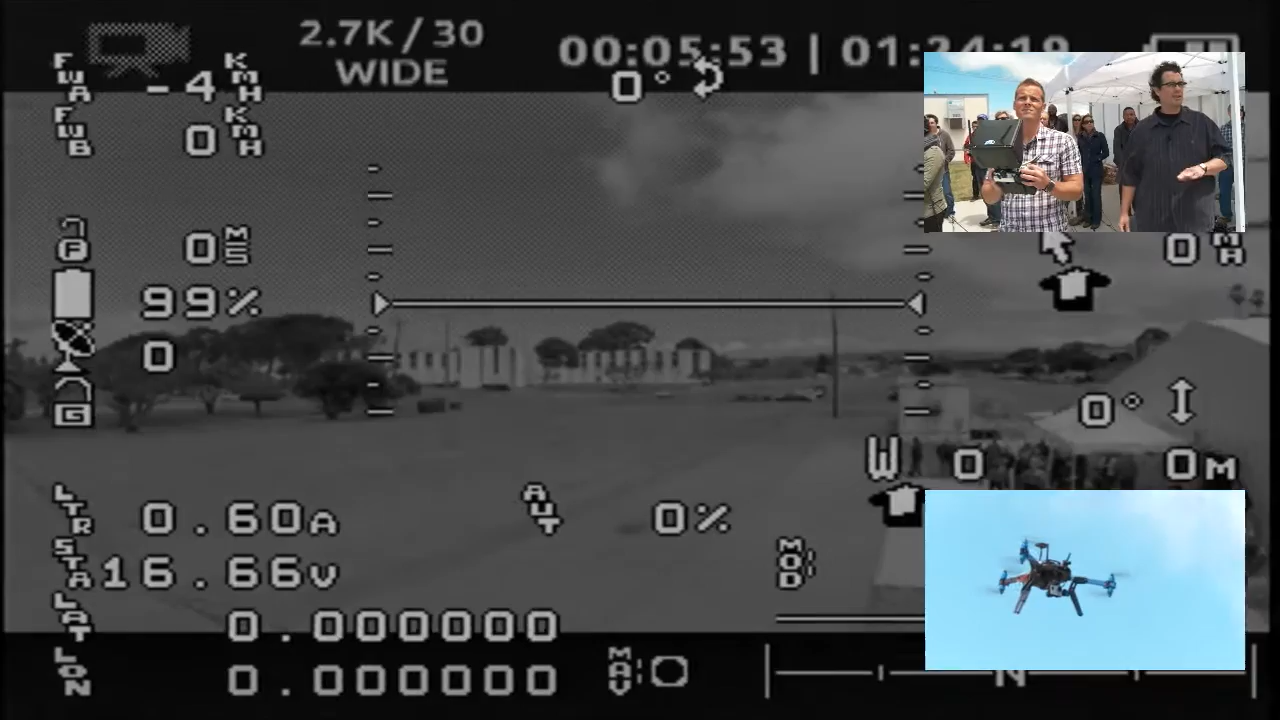 2.7K / 30
WIDE
00:05:53 | 01:24:19
FWA -4 KMH
0°
FWB 0 KMH
F 0 MS
99%
0
G
0°
W 0
0M
LTR 0.60A
AUT 0%
STA 16.66V
MOD:
LAT 0.000000
LON 0.000000
MAV:
N